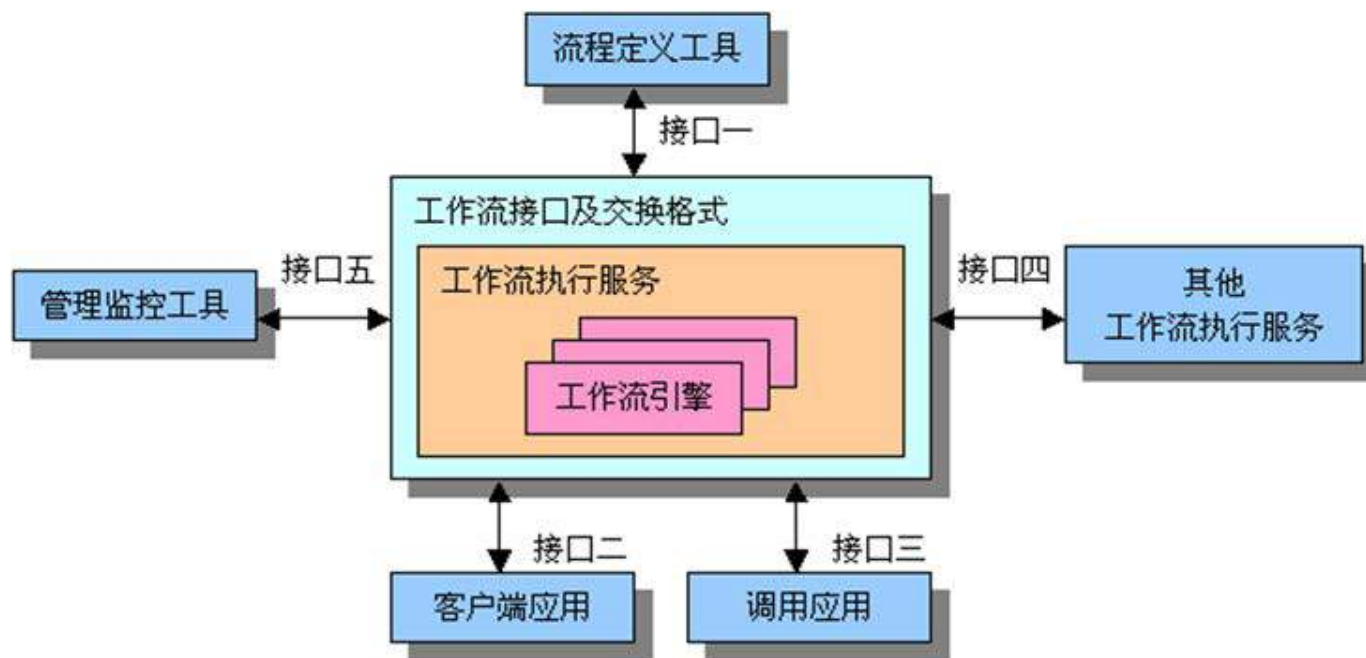 流程定义工具
接口一
工作流接口及交换格式
接口五
工作流执行服务
接口四
管理监控工具
其他
工作流执行服务
工作流引擎
接口二
接口三
客户端应用
调用应用